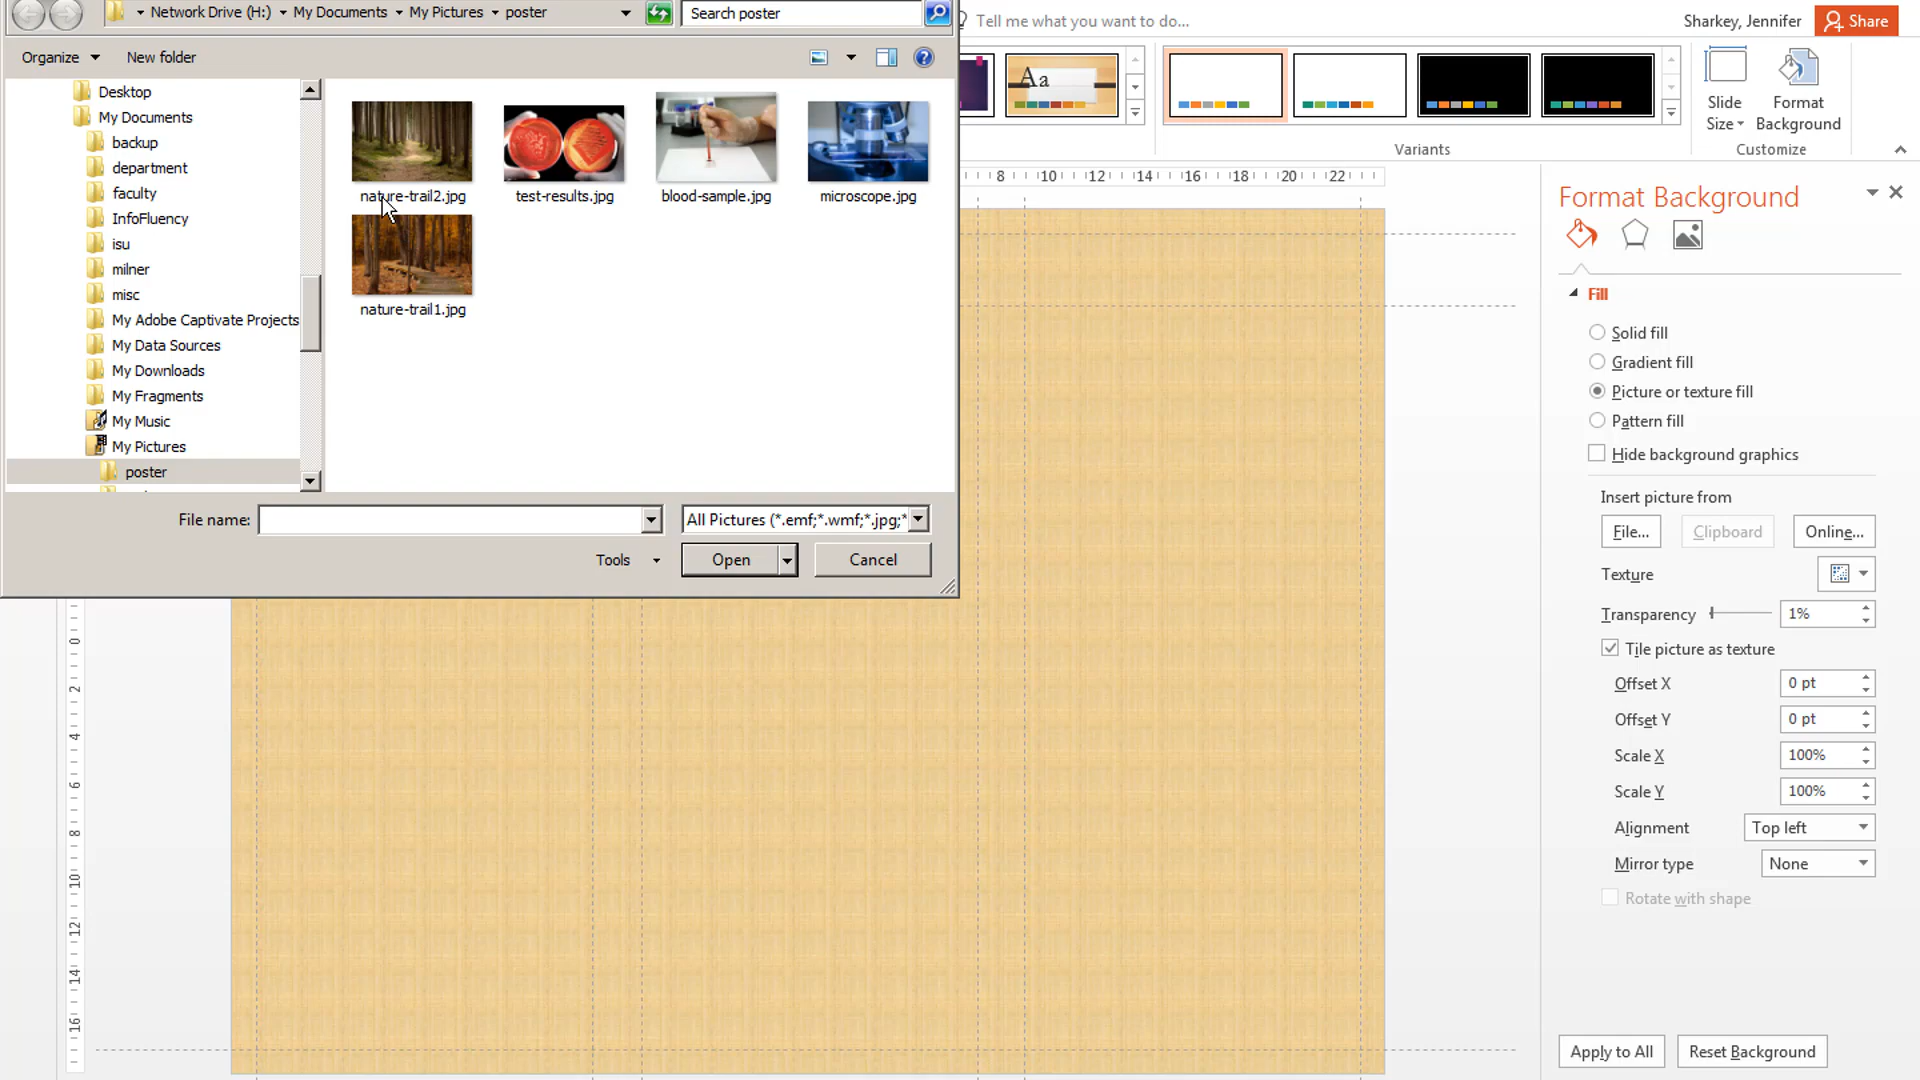 Network Drive (H:) My Documents My Pictures poster
Search poster
Tell me what you want to do...
Sharkey, Jennifer
Share
Organize
New folder
Desktop
My Documents
backup
department
faculty
InfoFluency
isu
milner
misc
My Adobe Captivate Projects
My Data Sources
My Downloads
My Fragments
My Music
My Pictures
poster
nature-trail2.jpg
test-results.jpg
blood-sample.jpg
microscope.jpg
nature-trail1.jpg
File name:
All Pictures (*.emf;*.wmf;*.jpg;*
Tools
Open
Cancel
Aa
Slide
Size
Format
Background
Variants
Customize
8 10 12 14 16 18 20 22
0
2
4
6
8
10
12
14
16
Format Background
Fill
Solid fill
Gradient fill
Picture or texture fill
Pattern fill
Hide background graphics
Insert picture from
File...
Clipboard
Online...
Texture
Transparency
1%
Tile picture as texture
Offset X
0 pt
Offset Y
0 pt
Scale X
100%
Scale Y
100%
Alignment
Top left
Mirror type
None
Rotate with shape
Apply to All
Reset Background